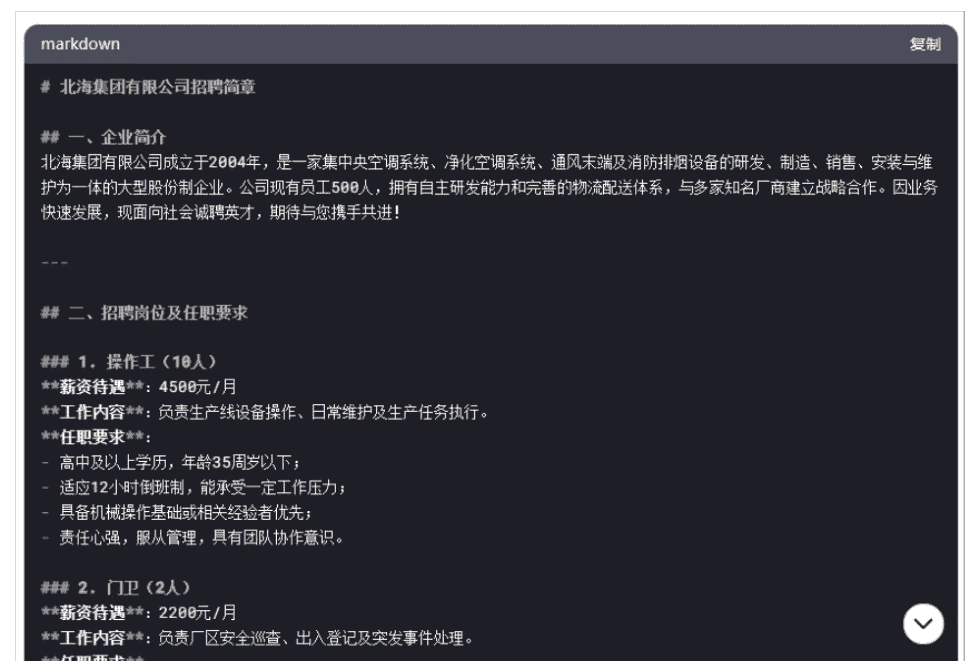 markdown
复制
# 北海集团有限公司招聘简章
## 一、企业简介
北海集团有限公司成立于2004年，是一家集中央空调系统、净化空调系统、通风末端及消防排烟设备的研发、制造、销售、安装与维
护为一体的大型股份制企业。公司现有员工500人，拥有自主研发能力和完善的物流配送体系，与多家知名厂商建立战略合作。因业务
快速发展，现面向社会诚聘英才，期待与您携手共进！
---
## 二、招聘岗位及任职要求
### 1. 操作工（10人）
**薪资待遇**：4500元/月
**工作内容**：负责生产线设备操作、日常维护及生产任务执行。
**任职要求**：
- 高中及以上学历，年龄35周岁以下；
- 适应12小时倒班制，能承受一定工作压力；
- 具备机械操作基础或相关经验者优先；
- 责任心强，服从管理，具有团队协作意识。
### 2. 门卫（2人）
**薪资待遇**：2200元/月
**工作内容**：负责厂区安全巡查、出入登记及突发事件处理。
**任职要求**